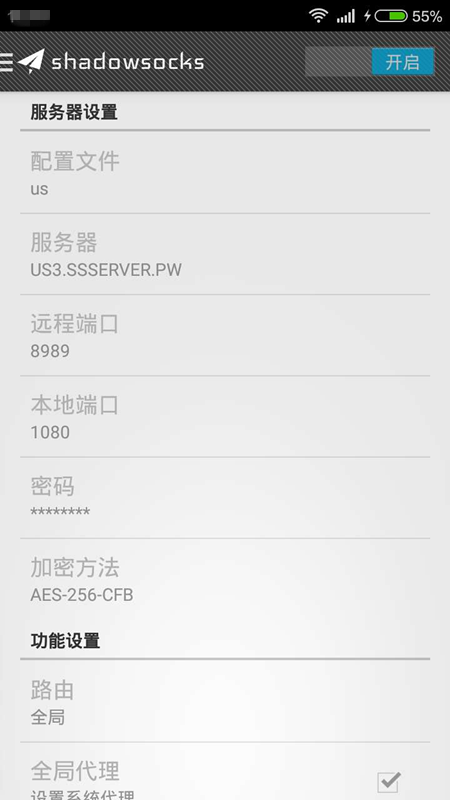 55%
shadowsocks
开启
服务器设置
配置文件
us
服务器
US3.SSSERVER.PW
远程端口
8989
本地端口
1080
密码
********
加密方法
AES-256-CFB
功能设置
路由
全局
全局代理
设置系统代理